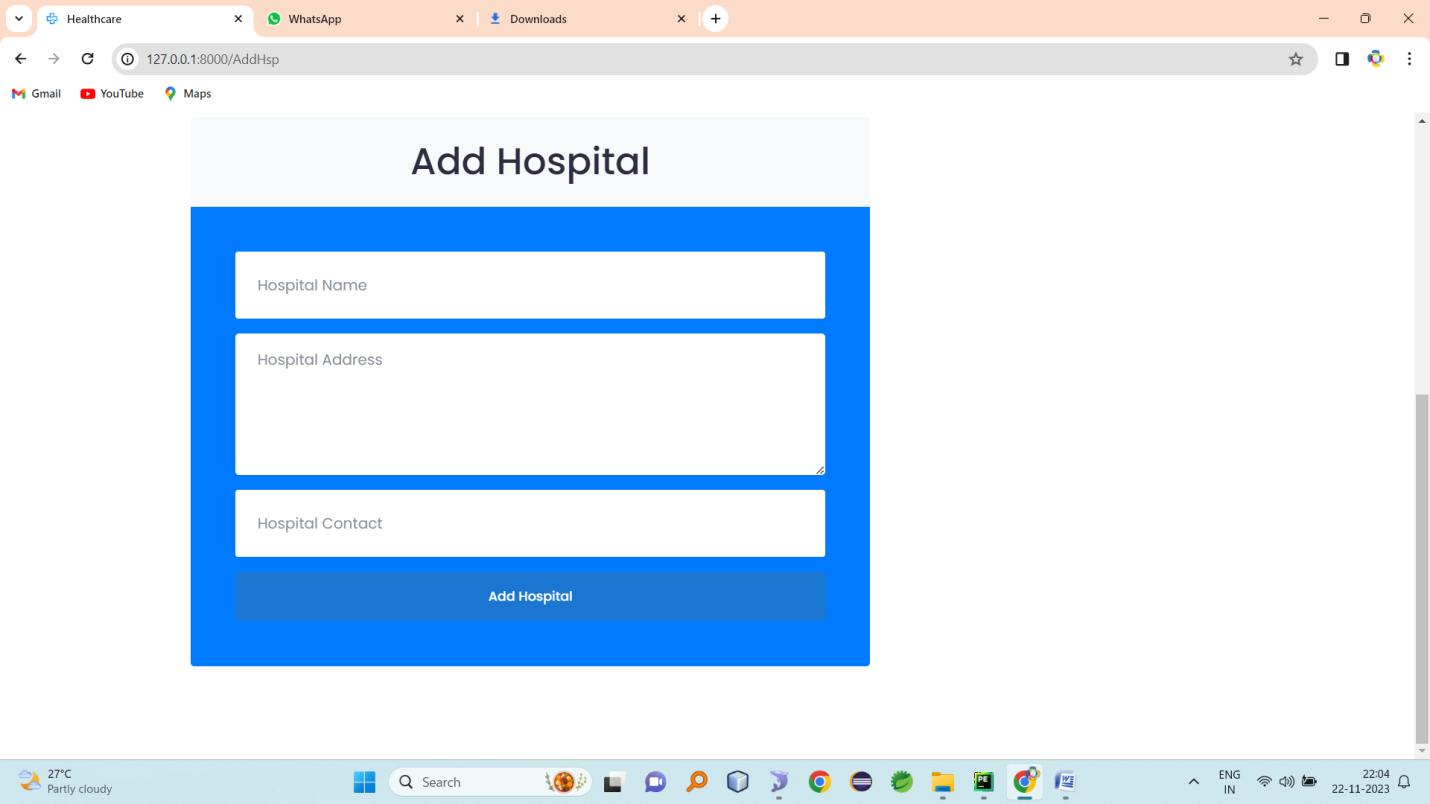 Healthcare
WhatsApp
Downloads
127.0.0.1:8000/AddHsp
Gmail
YouTube
Maps
Add Hospital
Hospital Name
Hospital Address
Hospital Contact
Add Hospital
27°C
Partly cloudy
Search
PE
W
ENG
IN
22:04
22-11-2023